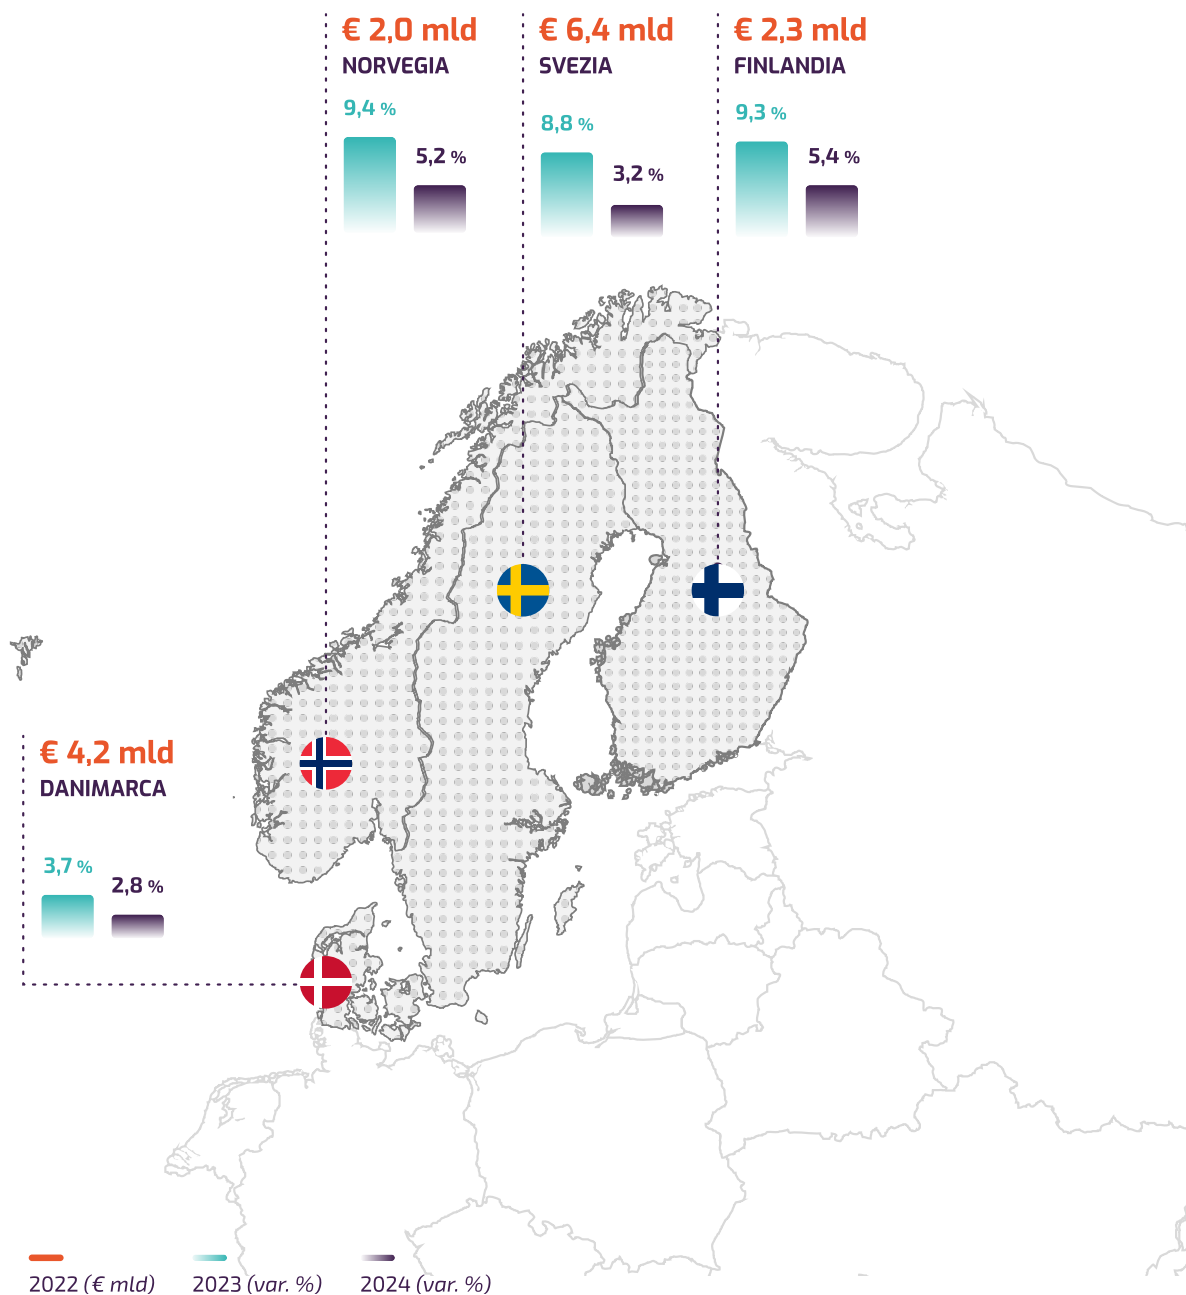 € 2,0 mld
NORVEGIA
9,4 %
5,2 %
€ 6,4 mld
SVEZIA
8,8 %
3,2 %
€ 2,3 mld
FINLANDIA
9,3 %
5,4 %
€ 4,2 mld
DANIMARCA
3,7 %
2,8 %
2022 (€ mld)
2023 (var. %)
2024 (var. %)